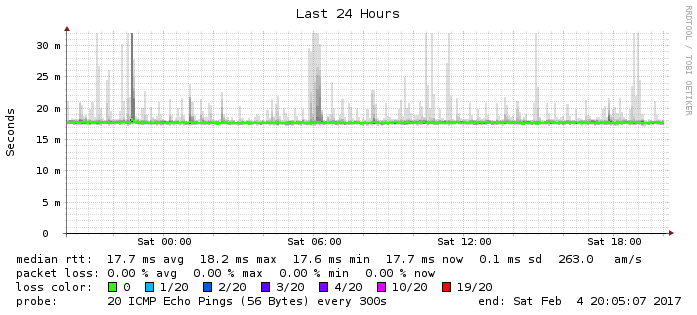 Last 24 Hours
RRDTOOL / TOBI OETIKER
Seconds
30 m
25 m
20 m
15 m
10 m
5 m
0
Sat 00:00 Sat 06:00 Sat 12:00 Sat 18:00
median rtt: 17.7 ms avg 18.2 ms max 17.6 ms min 17.7 ms now 0.1 ms sd 263.0 am/s
packet loss: 0.00 % avg 0.00 % max 0.00 % min 0.00 % now
loss color: 0 1/20 2/20 3/20 4/20 10/20 19/20
probe: 20 ICMP Echo Pings (56 Bytes) every 300s end: Sat Feb 4 20:05:07 2017